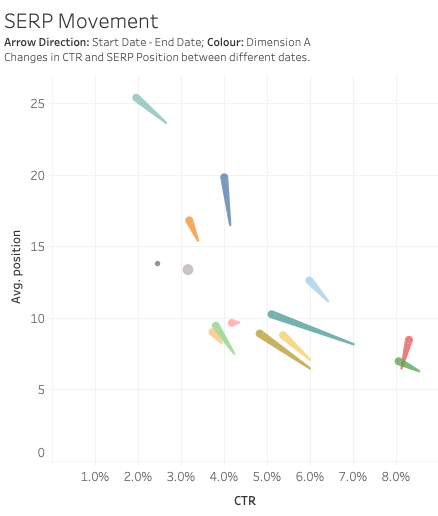 SERP Movement
Arrow Direction: Start Date - End Date; Colour: Dimension A
Changes in CTR and SERP Position between different dates.
25
20
15
10
5
0
Avg. position
1.0% 2.0% 3.0% 4.0% 5.0% 6.0% 7.0% 8.0%
CTR